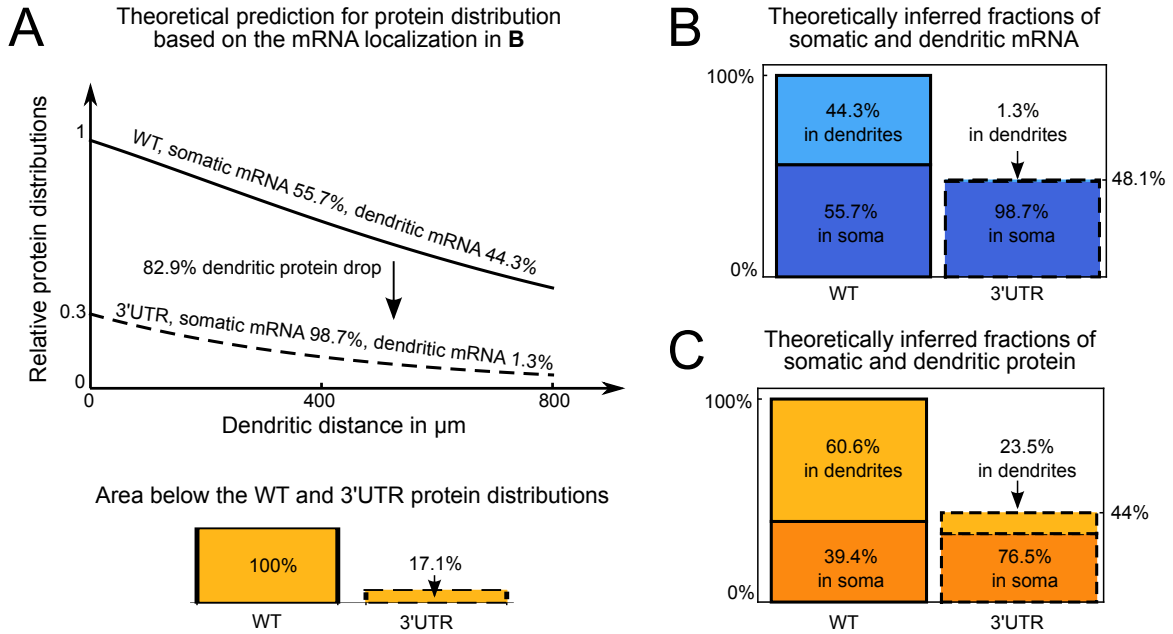 A
Theoretical prediction for protein distribution
based on the mRNA localization in B
Relative protein distributions
1
0.3
0
WT, somatic mRNA 55.7%, dendritic mRNA 44.3%
82.9% dendritic protein drop
3'UTR, somatic mRNA 98.7%, dendritic mRNA 1.3%
0
400
800
Dendritic distance in µm
Area below the WT and 3'UTR protein distributions
100%
17.1%
WT
3'UTR
B
Theoretically inferred fractions of
somatic and dendritic mRNA
100%
0%
44.3%
in dendrites
55.7%
in soma
1.3%
in dendrites
98.7%
in soma
48.1%
WT
3'UTR
C
Theoretically inferred fractions of
somatic and dendritic protein
100%
0%
60.6%
in dendrites
39.4%
in soma
23.5%
in dendrites
76.5%
in soma
44%
WT
3'UTR